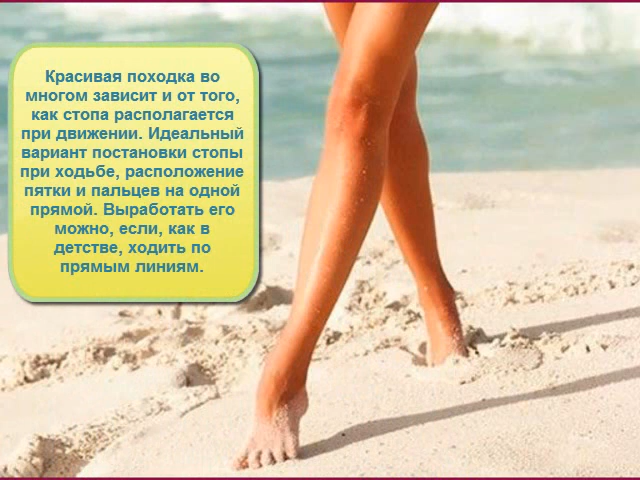 Красивая походка во
многом зависит и от того,
как стопа располагается
при движении. Идеальный
вариант постановки стопы
при ходьбе, расположение
пятки и пальцев на одной
прямой. Выработать его
можно, если, как в
детстве, ходить по
прямым линиям.